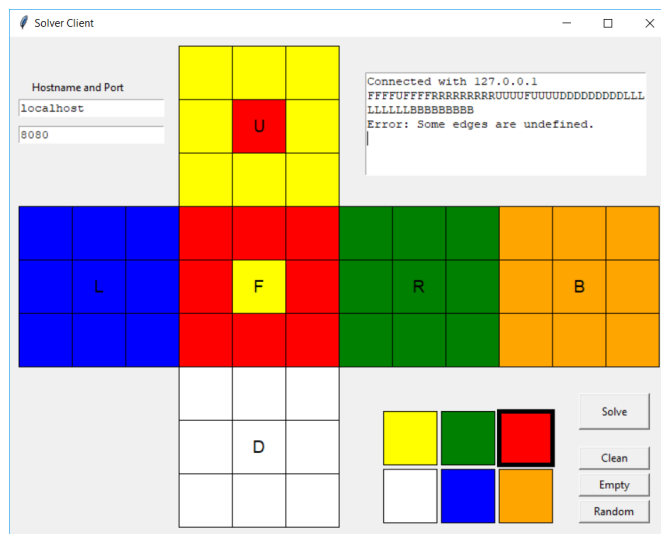 Solver Client
Hostname and Port
localhost
8080
Connected with 127.0.0.1
FFFFUFFFFRRRRRRRRRUUUUFUUUUDDDDDDDDDLLL
LLLLLLBBBBBBBBB
Error: Some edges are undefined.
U
L
F
R
B
D
Solve
Clean
Empty
Random